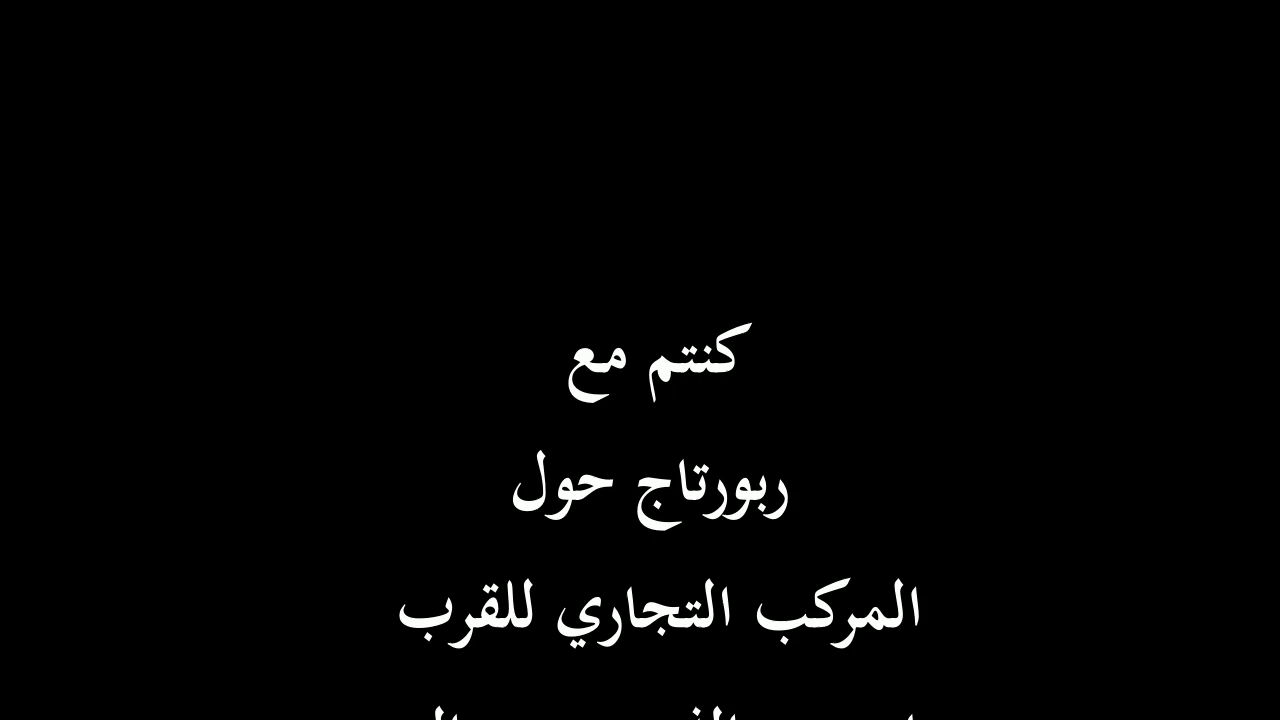 كنتم مع
ربورتاج حول
المركب التجاري للقرب